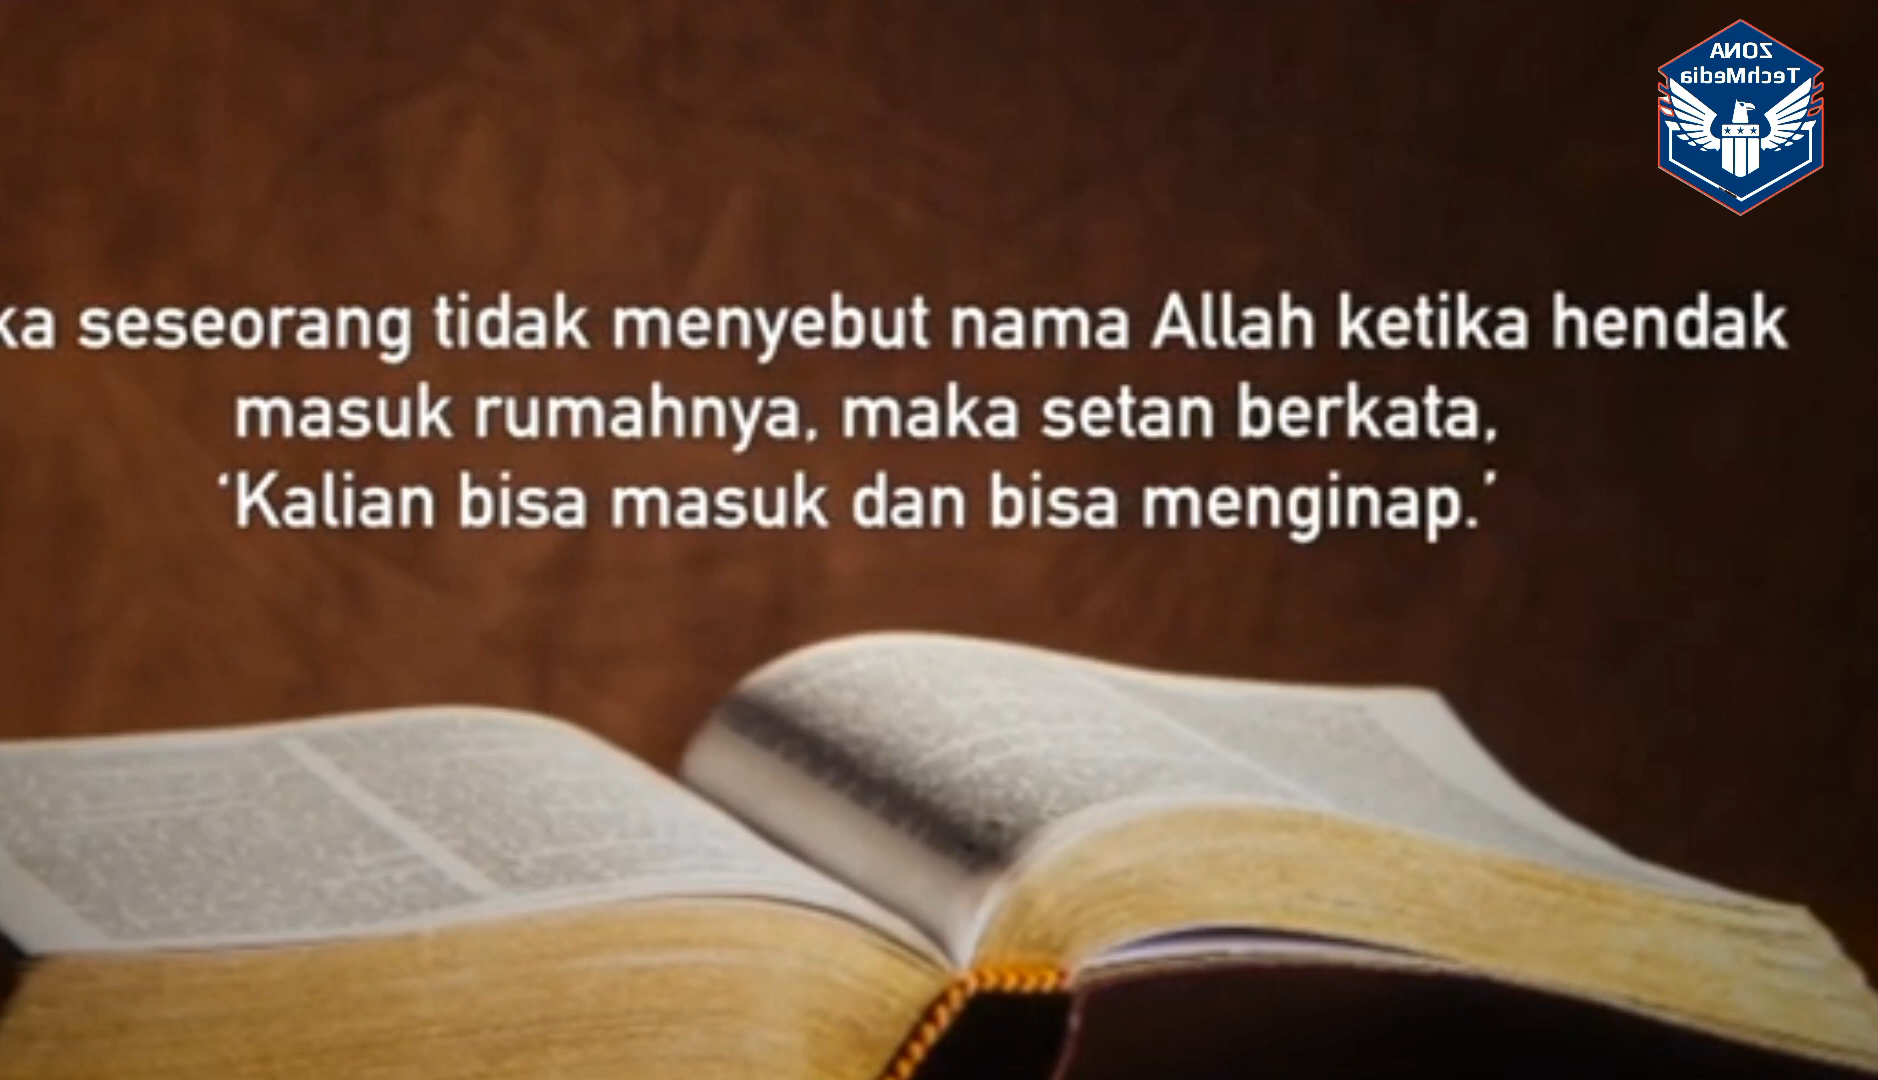 ka seseorang tidak menyebut nama Allah ketika hendak
masuk rumahnya, maka setan berkata,
‘Kalian bisa masuk dan bisa menginap.’
ZONA
TechMedia